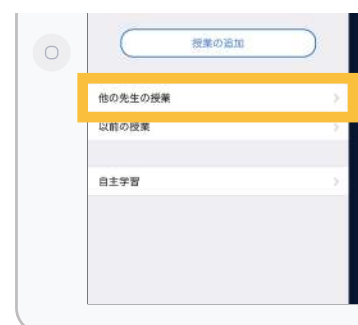 授業の追加
他の先生の授業
以前の授業
自主学習